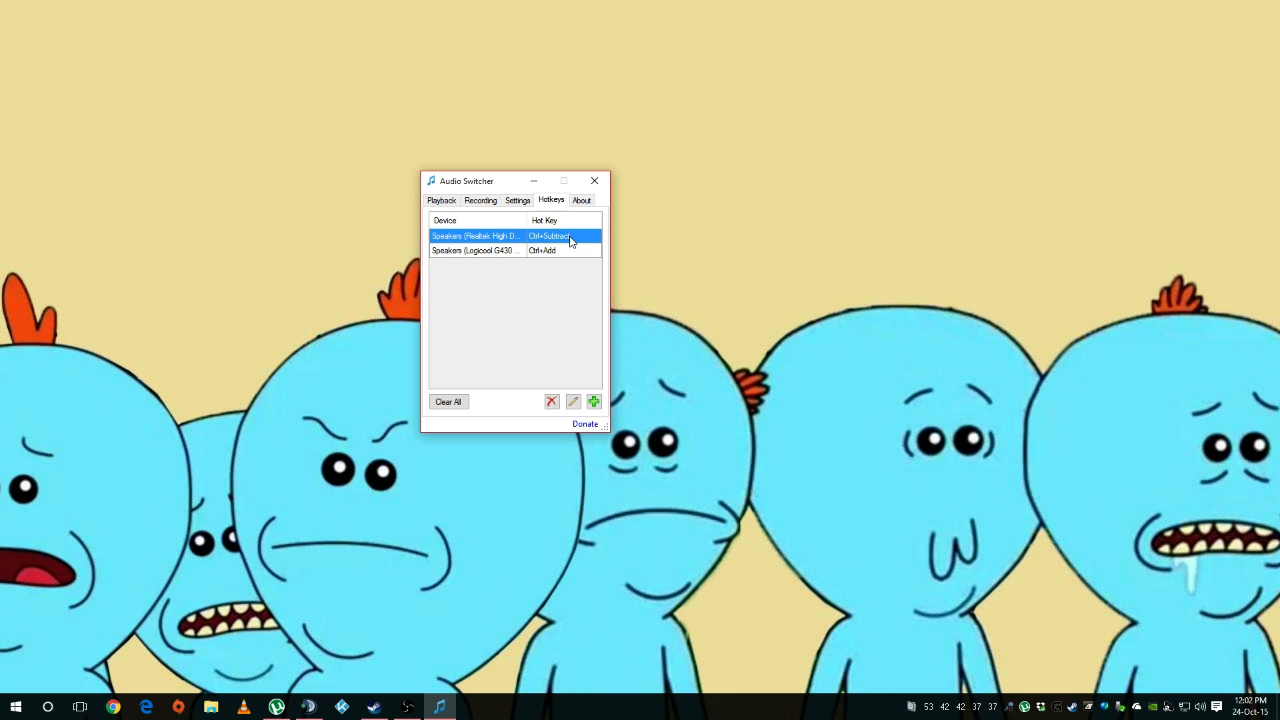 Audio Switcher
Playback Recording Settings Hotkeys About
Device Hot Key
Speakers (Realtek High D... Ctrl+Subtract
Speakers (Logicool G430 ... Ctrl+Add
Clear All
Donate
53 42 42 37 37
12:02 PM
24-Oct-15